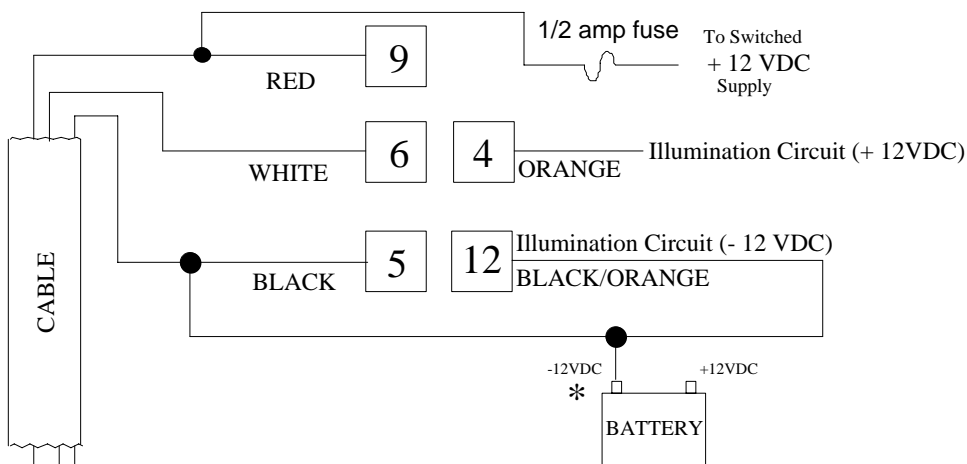 1/2 amp fuse
To Switched
+ 12 VDC
Supply
9
RED
6
4
Illumination Circuit (+ 12VDC)
WHITE
ORANGE
CABLE
5
12
Illumination Circuit (- 12 VDC)
BLACK
BLACK/ORANGE
-12VDC
+12VDC
*
BATTERY